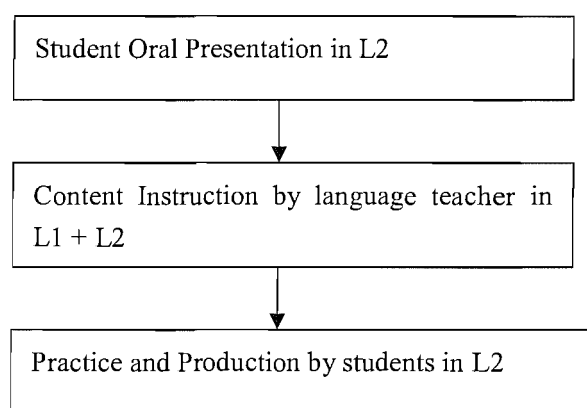 Student Oral Presentation in L2
Content Instruction by language teacher in
L1 + L2
Practice and Production by students in L2